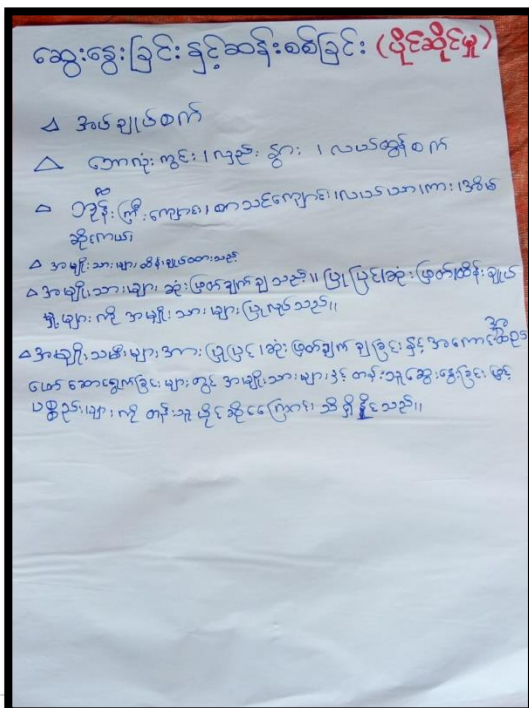 ဆွေးနွေးခြင်း နှင့်ဆန်းစစ်ခြင်း (ပိုင်ဆိုင်မှု)
အပ်ချုပ်စက်
ဘောလုံးကွင်း ၊ လှည်း နွား ၊ လယ်ထွန်စက်
ဘုန်းကြီးကျောင်း၊ စာသင်ကျောင်း၊ လယ်ယာ၊ ကား၊ အိမ်
ဆိုင်ကယ်၊
အမျိုးသားများ ထိန်းချုပ်ထားသည်
အမျိုးသားများ ဆုံးဖြတ်ချက်ချသည်။ ပြုပြင်၊ ဆုံးဖြတ်၊ ထိန်းချုပ်
မှုများကို အမျိုးသားများ ပြုလုပ်သည်။
အမျိုးသမီးများအား ပြုပြင်၊ ဆုံးဖြတ်ချက်ချခြင်းနှင့် အကောင်အထည်
ဖော်ဆောင်ရွက်ခြင်းများတွင် အမျိုးသားများနှင့် တန်းတူဆွေးနွေးခြင်းဖြင့်
ပစ္စည်းများကို တန်းတူပိုင်ဆိုင်ကြောင်း သိရှိနိုင်သည်။